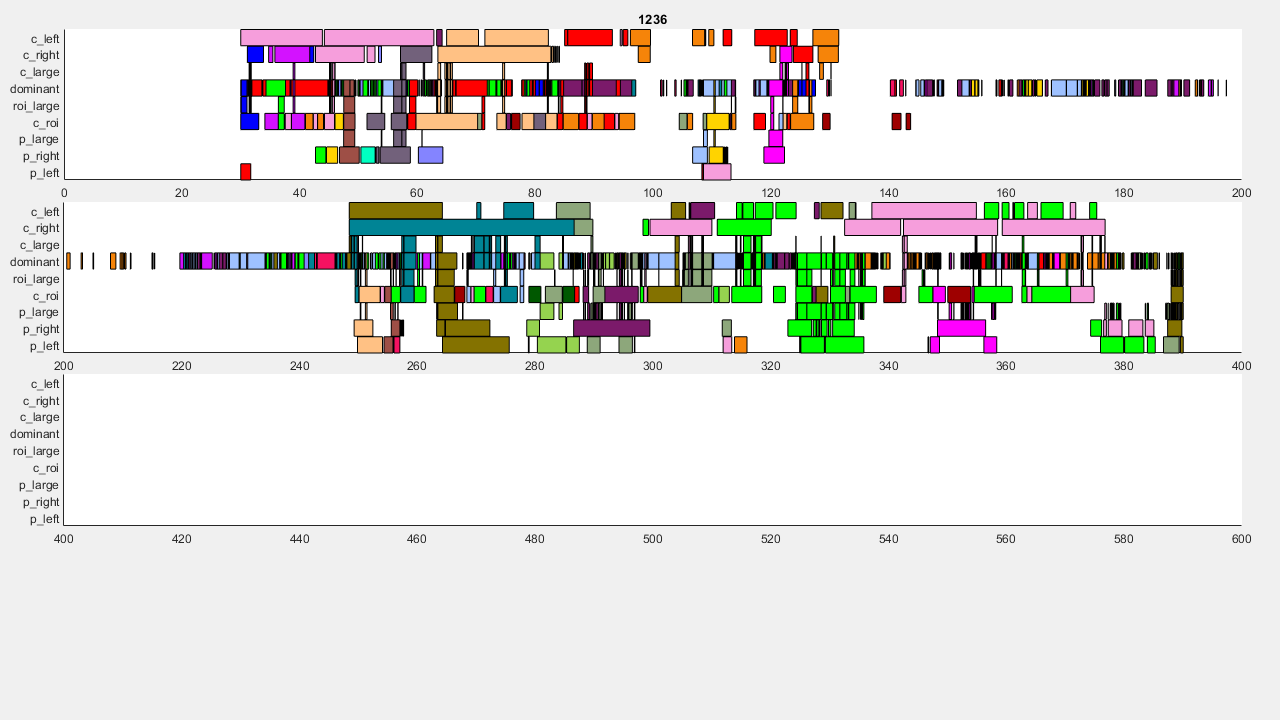 1236
c_left
c_right
c_large
dominant
roi_large
c_roi
p_large
p_right
p_left
0 20 40 60 80 100 120 140 160 180 200
c_left
c_right
c_large
dominant
roi_large
c_roi
p_large
p_right
p_left
200 220 240 260 280 300 320 340 360 380 400
c_left
c_right
c_large
dominant
roi_large
c_roi
p_large
p_right
p_left
400 420 440 460 480 500 520 540 560 580 600